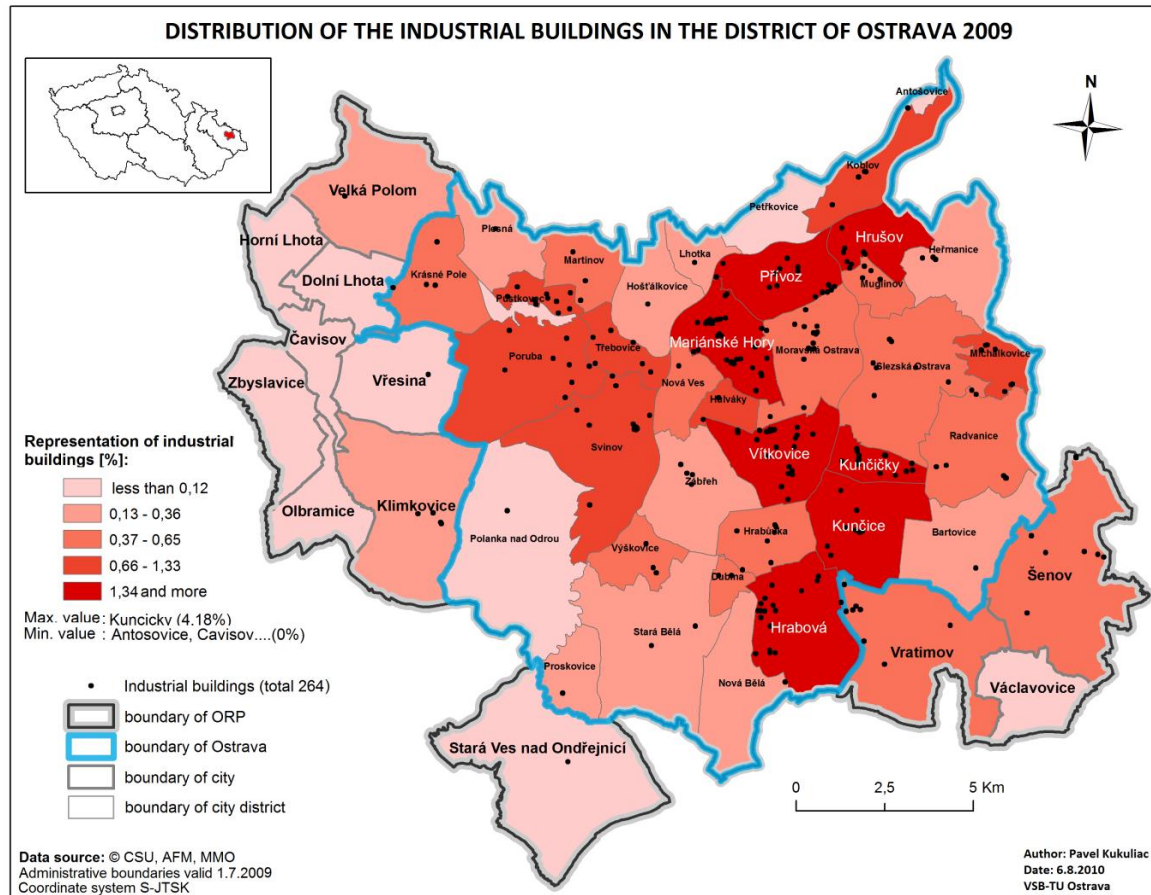 DISTRIBUTION OF THE INDUSTRIAL BUILDINGS IN THE DISTRICT OF OSTRAVA 2009
N
Antošovice
Koblov
Velká Polom
Petřkovice
Plesná
Hrušov
Horní Lhota
Heřmanice
Lhotka
Martinov
Přívoz
Dolní Lhota
Krásné Pole
Hošťálkovice
Muglinov
Pustkovec
Čavisov
Mariánské Hory
Třebovice
Moravská Ostrava
Michálkovice
Poruba
Slezská Ostrava
Zbyslavice
Vřesina
Nová Ves
Hulváky
Radvanice
Svinov
Vítkovice
Kunčičky
Zábřeh
Klimkovice
Olbramice
Kunčice
Polanka nad Odrou
Hrabůvka
Bartovice
Výškovice
Šenov
Dubina
Hrabová
Stará Bělá
Vratimov
Proskovice
Nová Bělá
Václavovice
Stará Ves nad Ondřejnicí
Representation of industrial
buildings [%]:
less than 0,12
0,13 - 0,36
0,37 - 0,65
0,66 - 1,33
1,34 and more
Max. value: Kuncicky (4.18%)
Min. value : Antosovice, Cavisov....(0%)
Industrial buildings (total 264)
boundary of ORP
boundary of Ostrava
boundary of city
boundary of city district
0 2,5 5 Km
Data source: © CSU, AFM, MMO
Administrative boundaries valid 1.7.2009
Coordinate system S-JTSK
Author: Pavel Kukuliac
Date: 6.8.2010
VSB-TU Ostrava